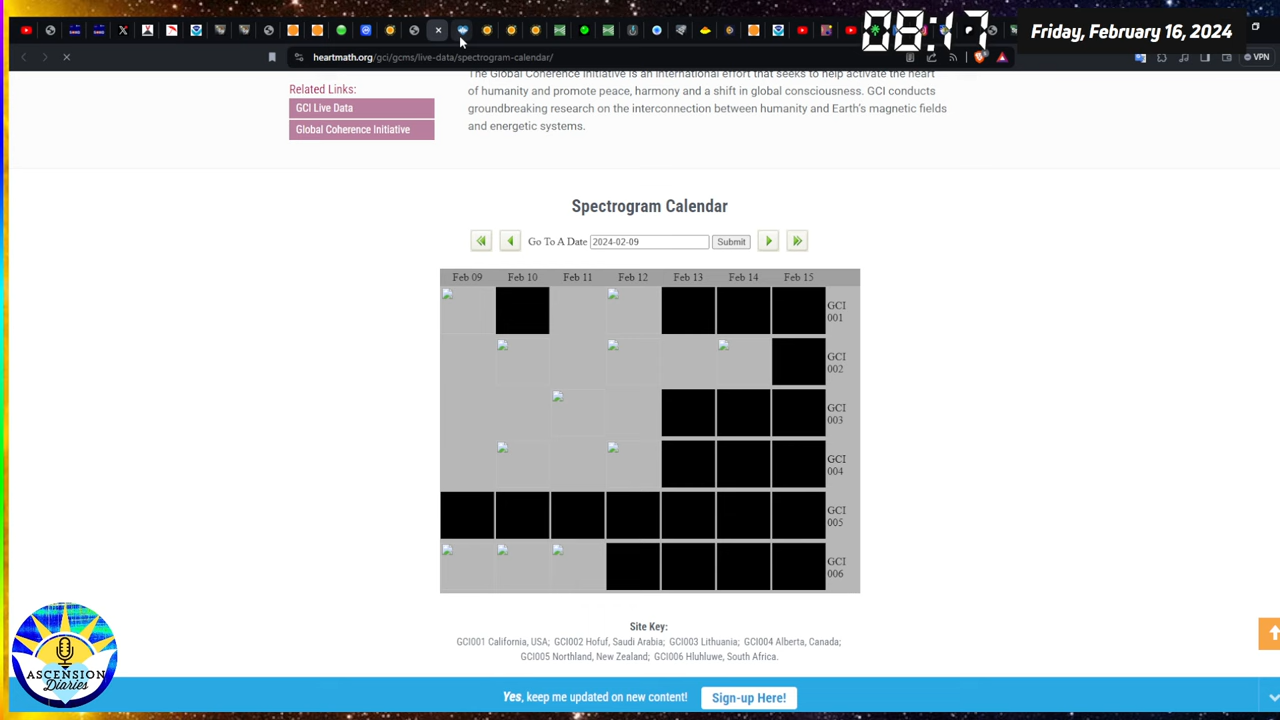 08:17
Friday, February 16, 2024
heartmath.org/gci/gcms/live-data/spectrogram-calendar/
VPN
The Global Coherence Initiative is an international effort that seeks to help activate the heart
of humanity and promote peace, harmony and a shift in global consciousness. GCI conducts
groundbreaking research on the interconnection between humanity and Earth's magnetic fields
and energetic systems.
Related Links:
GCI Live Data
Global Coherence Initiative
Spectrogram Calendar
Go To A Date 2024-02-09 Submit
Feb 09 Feb 10 Feb 11 Feb 12 Feb 13 Feb 14 Feb 15
GCI
001
GCI
002
GCI
003
GCI
004
GCI
005
GCI
006
Site Key:
GCI001 California, USA; GCI002 Hofuf, Saudi Arabia; GCI003 Lithuania; GCI004 Alberta, Canada;
GCI005 Northland, New Zealand; GCI006 Hluhluwe, South Africa.
ASCENSION
Diaries
Yes, keep me updated on new content! Sign-up Here!